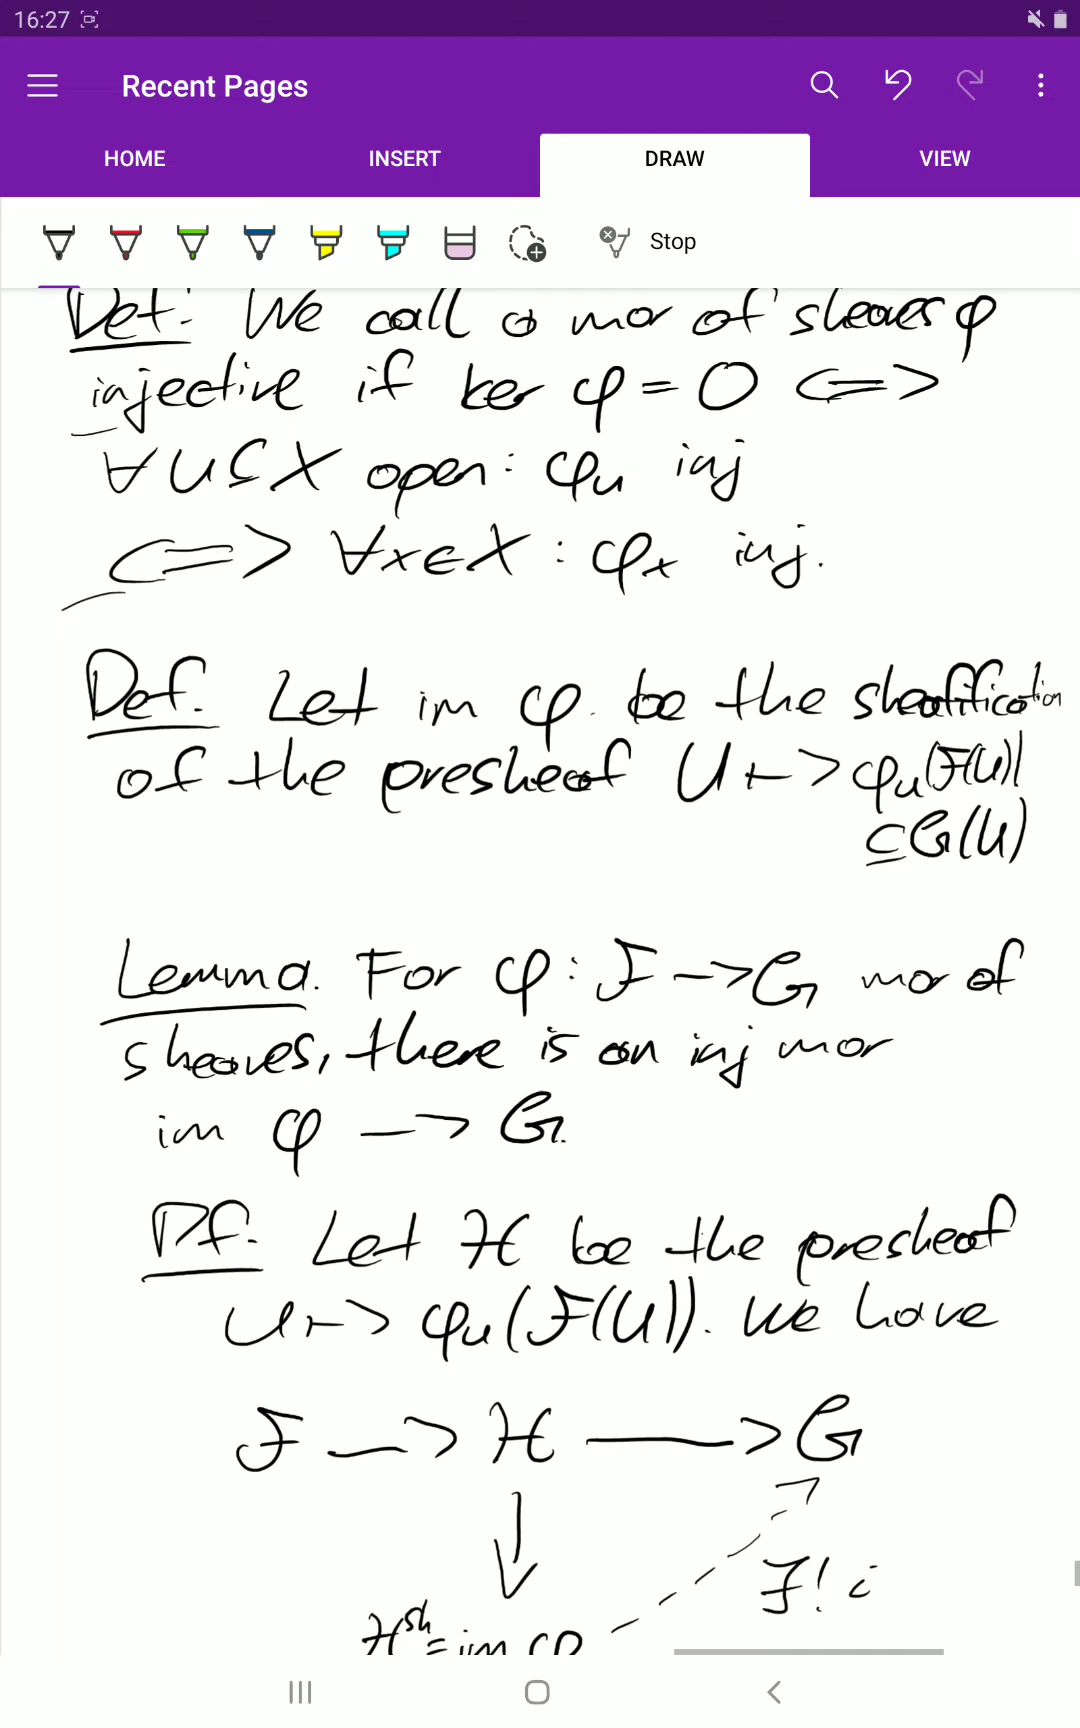 16:27
Recent Pages
HOME INSERT DRAW VIEW
Stop
Def: We call a mor of sheaves φ
injective if ker φ = 0 <=>
∀ U ⊆ X open: φ_U inj
<=> ∀x∈X : φ_x inj.
Def. Let im φ. be the sheafification
of the presheaf U ↦ φ_U(F(U))
⊆ G(U)
Lemma. For φ: F -> G mor of
sheaves, there is an inj mor
im φ -> G.
Pf. Let H be the presheaf
U ↦ φ_U(F(U)). We have
F -> H -> G
∃! i
H^sh = im φ